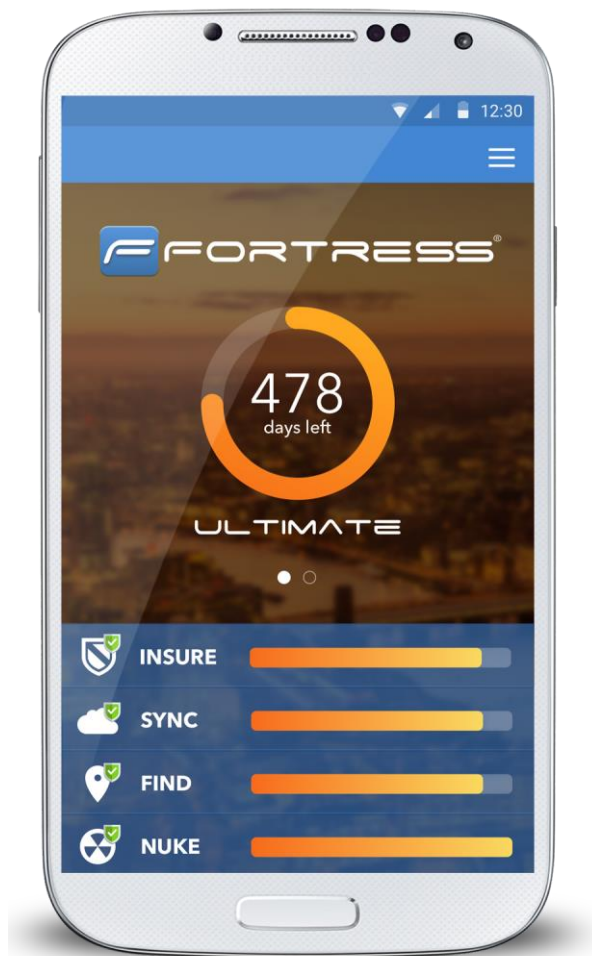 12:30
FORTRESS®
478
days left
ULTIMATE
INSURE
SYNC
FIND
NUKE